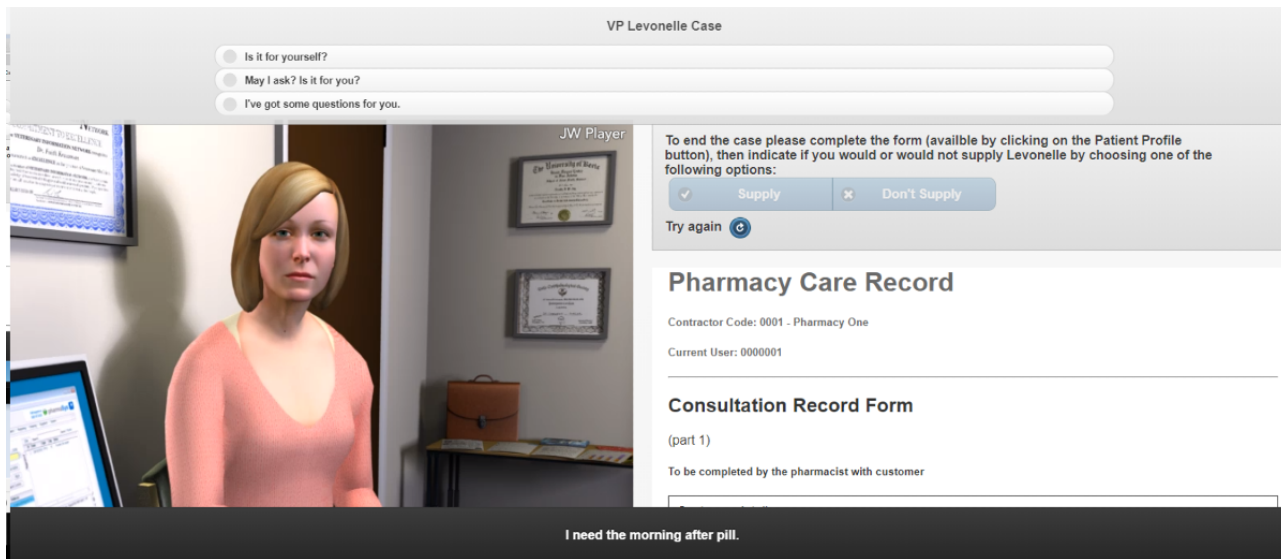 VP Levonelle Case
Is it for yourself?
May I ask? Is it for you?
I've got some questions for you.
JW Player
To end the case please complete the form (availble by clicking on the Patient Profile
button), then indicate if you would or would not supply Levonelle by choosing one of the
following options:
Supply
Don't Supply
Try again
Pharmacy Care Record
Contractor Code: 0001 - Pharmacy One
Current User: 0000001
Consultation Record Form
(part 1)
To be completed by the pharmacist with customer
I need the morning after pill.